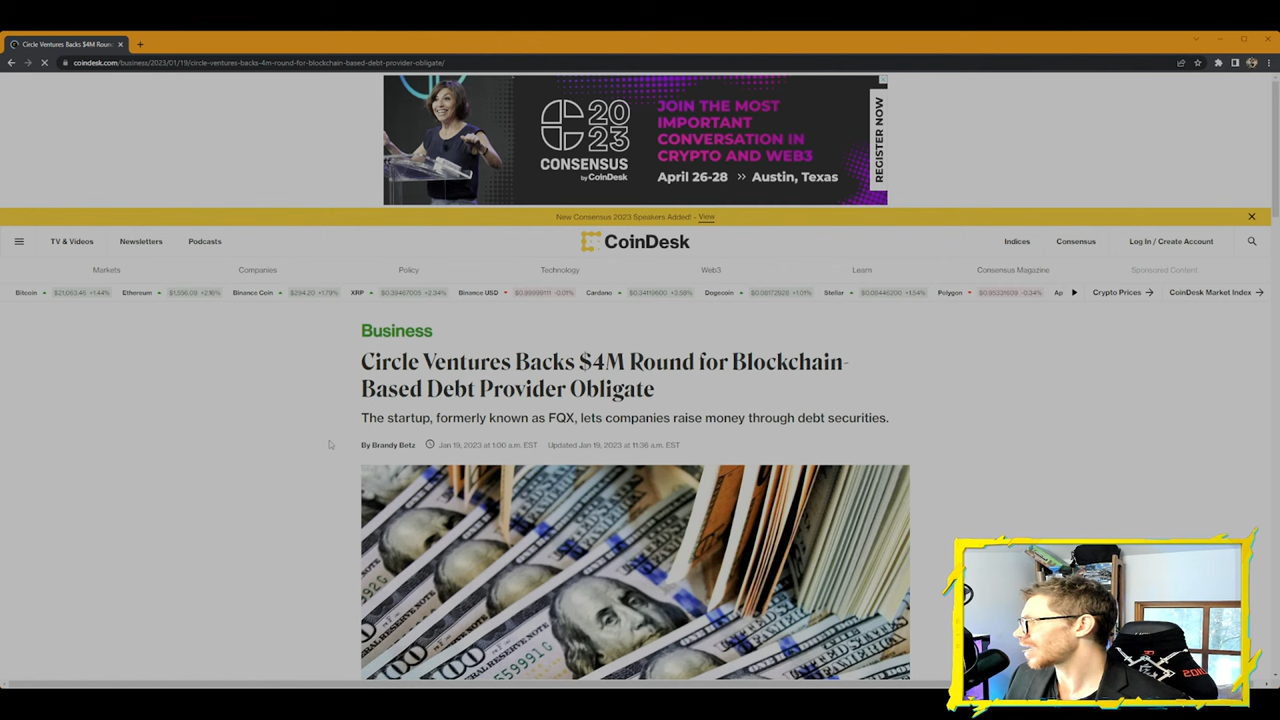 Circle Ventures Backs $4M Roun
coindesk.com/business/2023/01/19/circle-ventures-backs-4m-round-for-blockchain-based-debt-provider-obligate/
2023
CONSENSUS
by CoinDesk
JOIN THE MOST
IMPORTANT
CONVERSATION IN
CRYPTO AND WEB3
April 26-28 >> Austin, Texas
REGISTER NOW
New Consensus 2023 Speakers Added! - View
TV & Videos Newsletters Podcasts CoinDesk Indices Consensus Log In / Create Account
Markets Companies Policy Technology Web3 Learn Consensus Magazine Sponsored Content
Bitcoin $21,063.46 +1.44% Ethereum $1,556.09 +2.16% Binance Coin $294.20 +1.79% XRP $0.39467005 +2.34% Binance USD $0.99999111 -0.01% Cardano $0.34119600 +3.58% Dogecoin $0.08172928 +1.01% Stellar $0.08446200 +1.54% Polygon $0.95331609 -0.34% Ap Crypto Prices → CoinDesk Market Index →
Business
Circle Ventures Backs $4M Round for Blockchain-
Based Debt Provider Obligate
The startup, formerly known as FQX, lets companies raise money through debt securities.
By Brandy Betz Jan 19, 2023 at 1:00 a.m. EST Updated Jan 19, 2023 at 11:36 a.m. EST